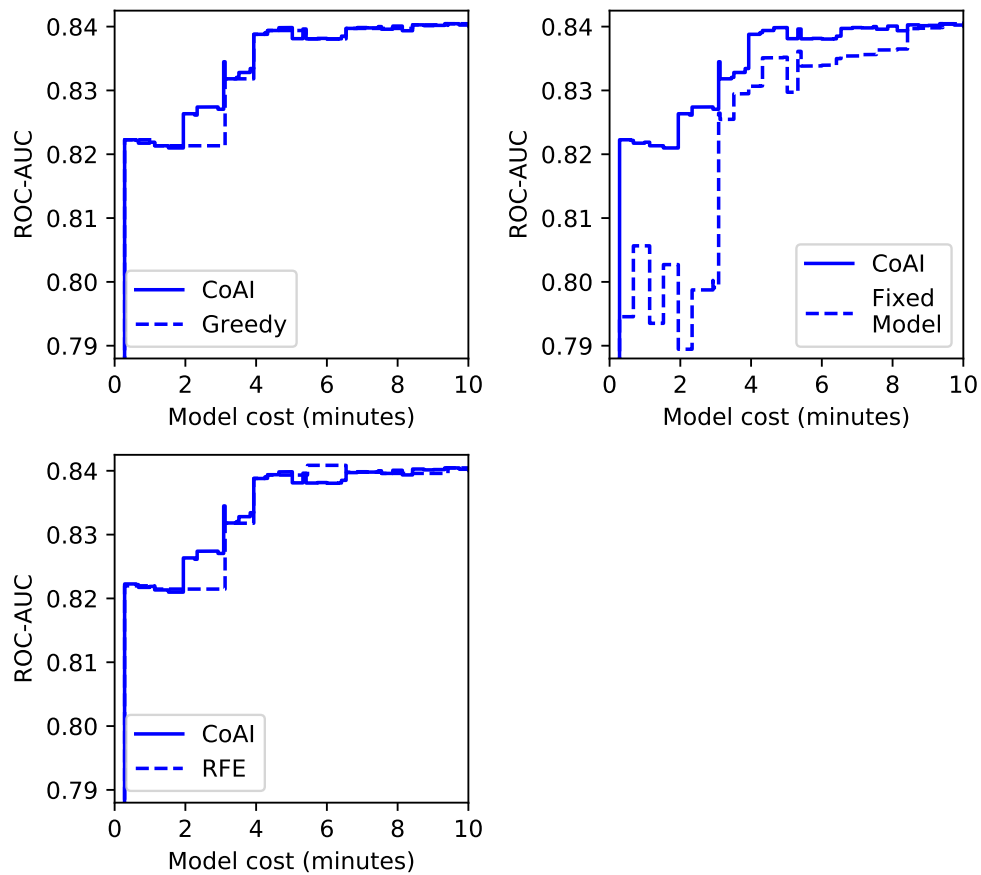 0.84
0.83
0.82
0.81
0.80
0.79
ROC-AUC
CoAI
Greedy
0 2 4 6 8 10
Model cost (minutes)
0.84
0.83
0.82
0.81
0.80
0.79
ROC-AUC
CoAI
Fixed
Model
0 2 4 6 8 10
Model cost (minutes)
0.84
0.83
0.82
0.81
0.80
0.79
ROC-AUC
CoAI
RFE
0 2 4 6 8 10
Model cost (minutes)